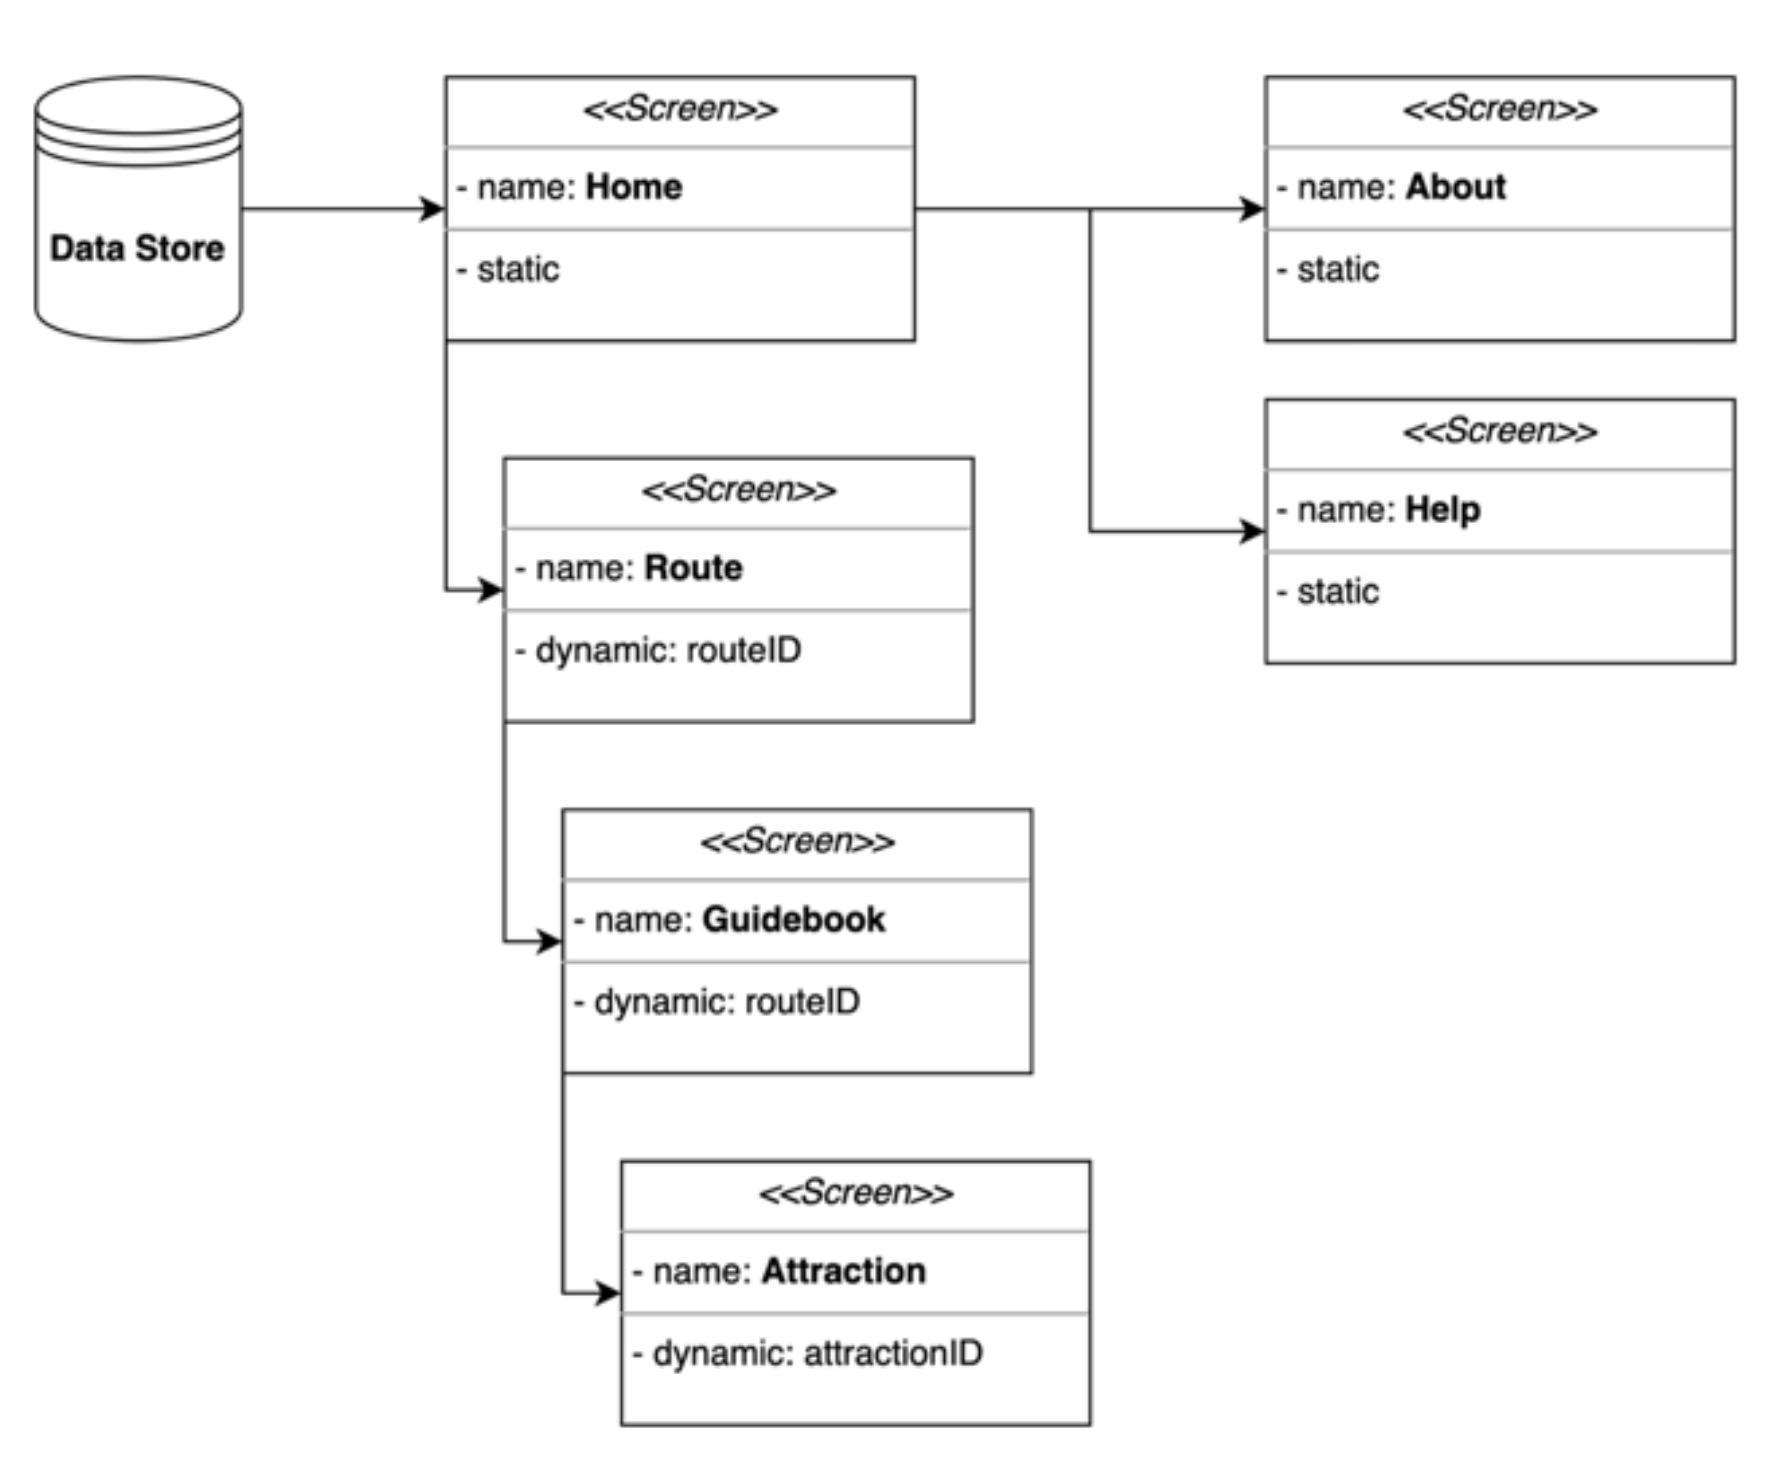 Data Store
<<Screen>>
- name: Home
- static
<<Screen>>
- name: About
- static
<<Screen>>
- name: Help
- static
<<Screen>>
- name: Route
- dynamic: routeID
<<Screen>>
- name: Guidebook
- dynamic: routeID
<<Screen>>
- name: Attraction
- dynamic: attractionID